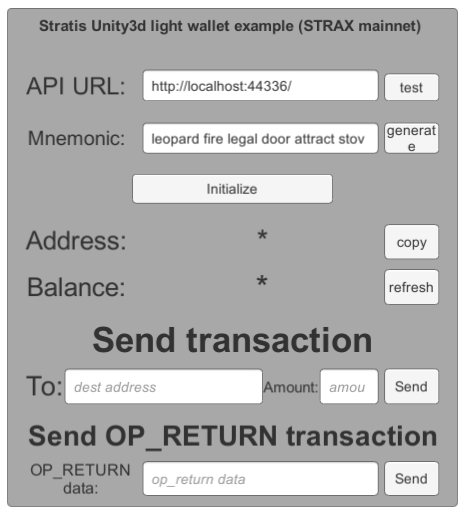 Stratis Unity3d light wallet example (STRAX mainnet)
API URL: http://localhost:44336/ test
Mnemonic: leopard fire legal door attract stov generat
e
Initialize
Address: * copy
Balance: * refresh
Send transaction
To: dest address Amount: amou Send
Send OP_RETURN transaction
OP_RETURN
data: op_return data Send